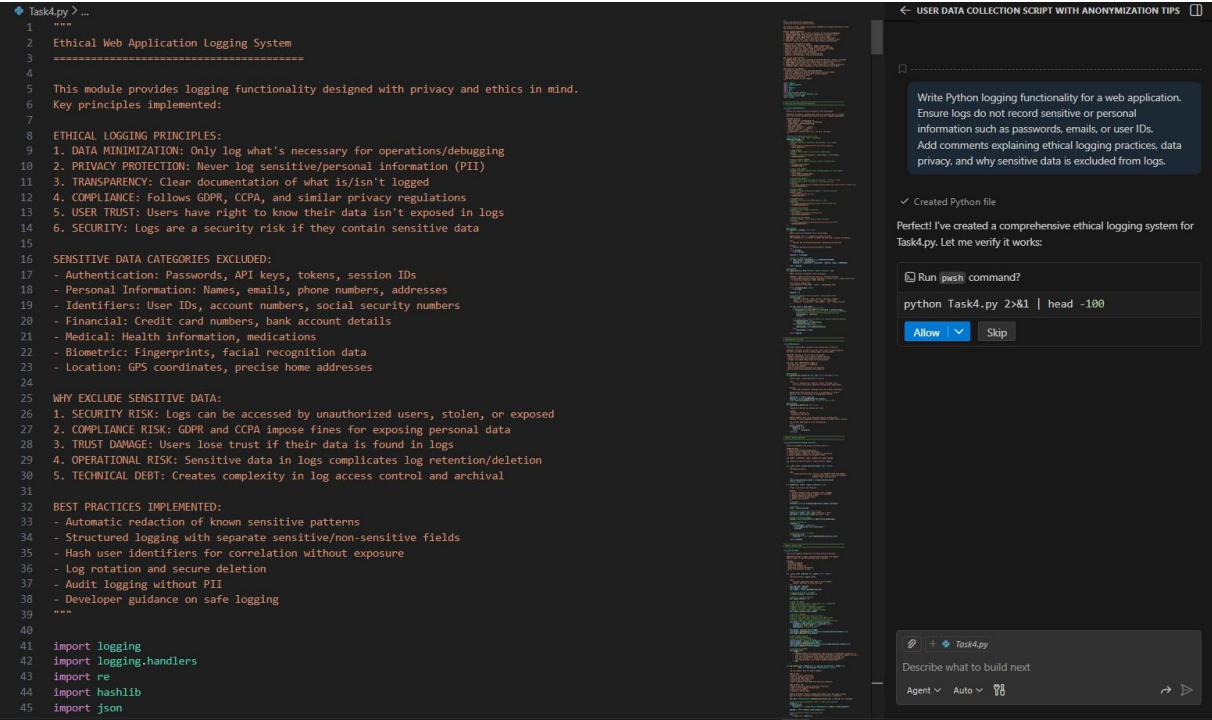 Task4.py > ...
1 """
2 Ethical Web Application Logging System
3 ========================================
4
5 This module provides logging functionality designed with privacy and ethics in mind.
6 Key principles implemented:
7
8 ETHICAL LOGGING PRINCIPLES:
9 1. DATA MINIMIZATION: Only log what's necessary for operations/debugging
10 2. PRIVACY PROTECTION: Never log sensitive/personal information (PII)
11 3. TRANSPARENCY: Clear documentation of what is/isn't logged
12 4. COMPLIANCE: Follows GDPR, CCPA, and similar privacy regulations
13 5. USER TRUST: Users have right to know their data isn't exposed in logs
14 6. SECURITY: Logs are a security risk if they contain sensitive data
15
16 SENSITIVE DATA CATEGORIES EXCLUDED:
17 - Authentication: Passwords, API keys, tokens, session IDs
18 - Personal Information: Names, emails, phone numbers, addresses
19 - Identifiers: User IDs, account numbers, social security numbers
20 - Financial: Credit card numbers, bank account details
21 - Medical: Health information, medications
22 - Biometric: Fingerprints, facial recognition data
23 - Location: GPS coordinates, precise home addresses
24
25 WHY EXCLUDE SENSITIVE DATA:
26 1. SECURITY RISK: Logs can be accessed by unauthorized users, stolen, or exposed
27 2. COMPLIANCE RISK: GDPR and CCPA impose fines for exposing personal data
28 3. TRUST DAMAGE: Users lose trust if their data is found in logs
29 4. OPERATIONAL RISK: Sensitive data in logs complicates log retention/deletion
30 5. TECHNICAL DEBT: Creates complexity in log access control and archival
31
32 BEST PRACTICES IMPLEMENTED:
33 - Automatic redaction of known sensitive patterns
34 - Structured logging with separate sensitive/non-sensitive fields
35 - Hash user identifiers for correlation without exposure
36 - Log rotation and secure deletion
37 - Audit logging without PII
38 - Developer guidance on safe logging
39 """
40
41 import logging
42 import logging.handlers
43 import re
44 import hashlib
45 import json
USER DATA COLLECTION SCRIPT WITH ANONYMIZATION TIPS
Write Python logging functionality for a web application.
Ensure logs do not record sensitive or personal
information such as passwords, emails, or user IDs.
Add comments explaining ethical logging practices, data
privacy, and why sensitive data is excluded from logs.
Created Python file
Perfect! I've created a comprehensive ethical logging system for
Task4.py. Let me verify it works:
Run pwsh command?
python Task4.py 2>&1 | head -100
Allow Skip
+ Task4.py
Describe what to build next
Agent Auto